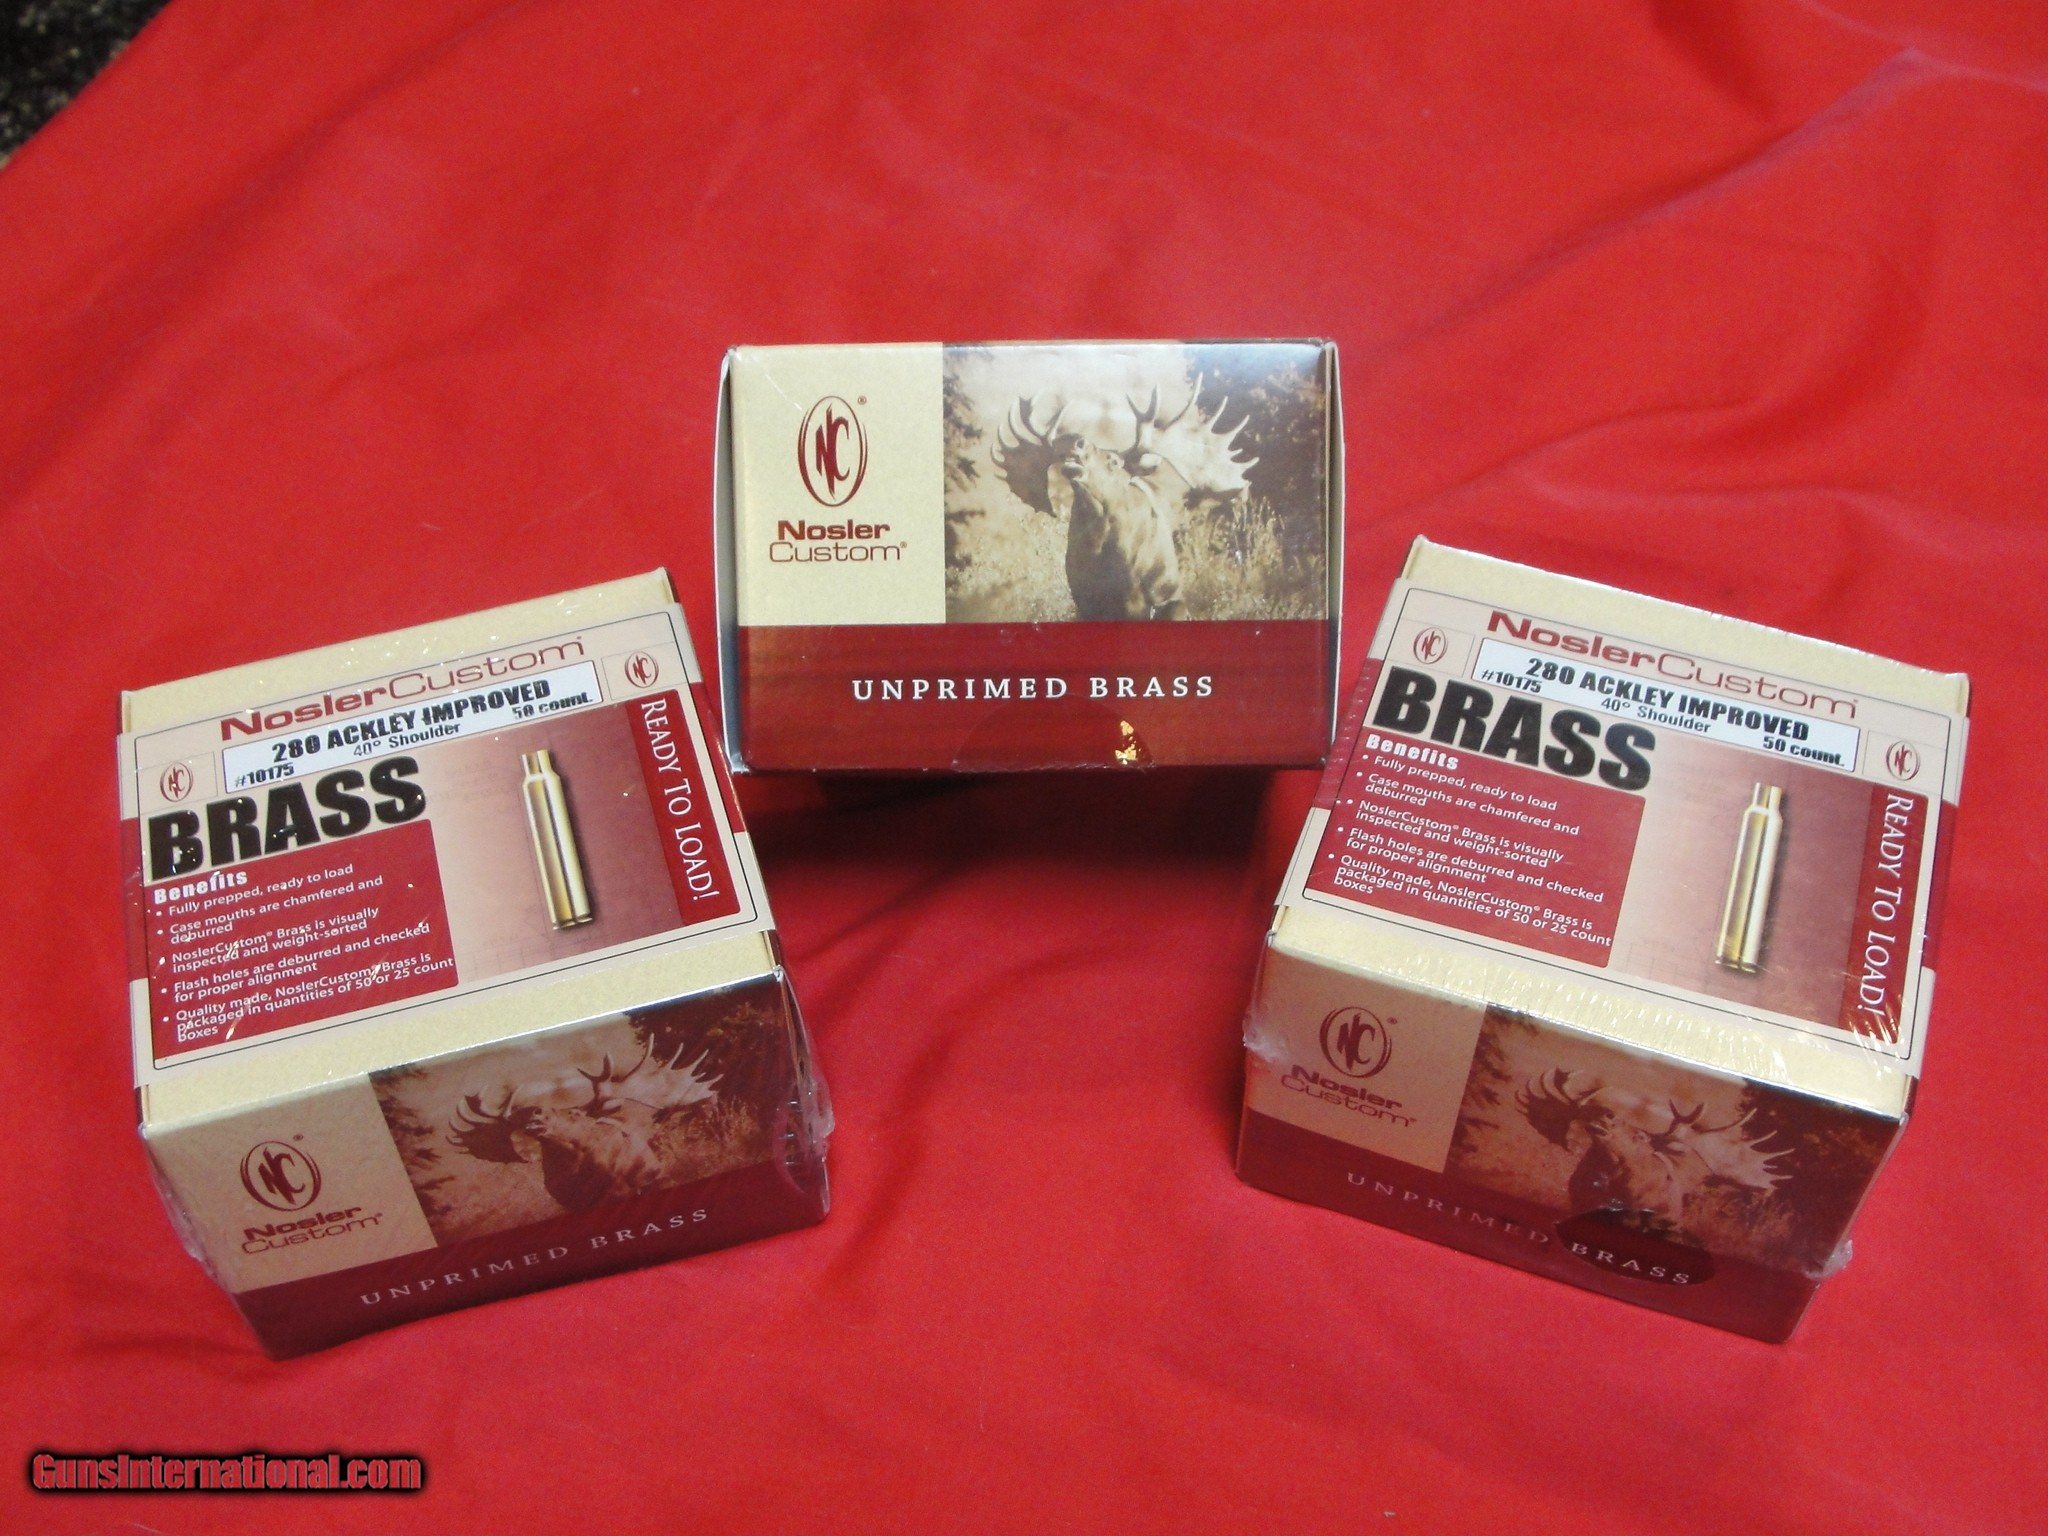 NC®
Nosler
Custom®
UNPRIMED BRASS
NoslerCustom®
280 ACKLEY IMPROVED
40° Shoulder
#10175
50 count.
NC
NC
BRASS
READY TO LOAD!
Benefits
• Fully prepped, ready to load
• Case mouths are chamfered and
deburred
• NoslerCustom® Brass is visually
inspected and weight-sorted
• Flash holes are deburred and checked
for proper alignment
• Quality made, NoslerCustom® Brass is
packaged in quantities of 50 or 25 count
boxes
NC®
Nosler
Custom®
UNPRIMED BRASS
NoslerCustom®
280 ACKLEY IMPROVED
#10175
40° Shoulder
50 count.
NC
NC
BRASS
READY TO LOAD!
Benefits
• Fully prepped, ready to load
• Case mouths are chamfered and
deburred
• NoslerCustom® Brass is visually
inspected and weight-sorted
• Flash holes are deburred and checked
for proper alignment
• Quality made, NoslerCustom® Brass is
packaged in quantities of 50 or 25 count
boxes
NC®
Nosler
Custom®
UNPRIMED BRASS
GunsInternational.com